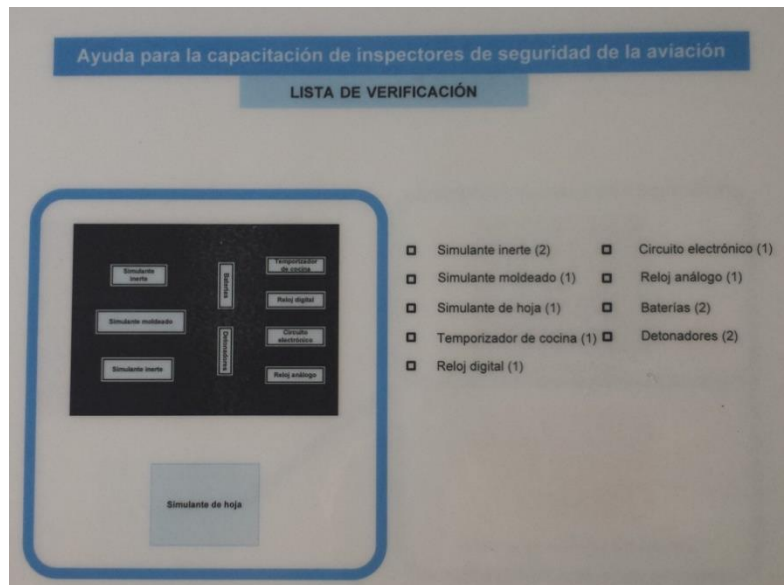 Ayuda para la capacitación de inspectores de seguridad de la aviación
LISTA DE VERIFICACIÓN
Simulante
inerte
Simulante moldeado
Simulante inerte
Baterías
Detonadores
Temporizador
de cocina
Reloj digital
Circuito
electrónico
Reloj análogo
Simulante de hoja
Simulante inerte (2)
Simulante moldeado (1)
Simulante de hoja (1)
Temporizador de cocina (1)
Reloj digital (1)
Circuito electrónico (1)
Reloj análogo (1)
Baterías (2)
Detonadores (2)